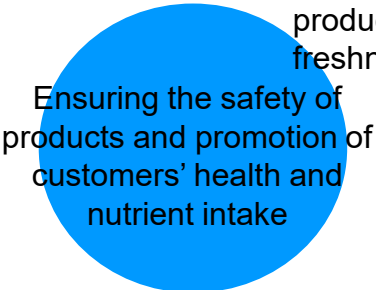 Ensuring the safety of
products and promotion of
customers’ health and
nutrient intake